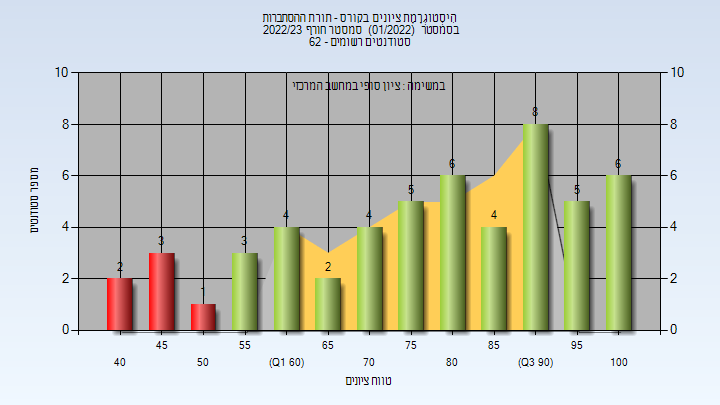 היסטוגרמת ציונים בקורס - תורת ההסתברות
בסמסטר (01/2022) סמסטר חורף 2022/23
סטודנטים רשומים - 62
במשימה : ציון סופי במחשב המרכזי
מספר סטודנטים
10 10
8 8
6 6
4 4
2 2
0 0
2 3 1 3 4 2 4 5 6 4 8 5 6
45 55 65 75 85 95
40 50 (Q1 60) 70 80 (Q3 90) 100
טווח ציונים